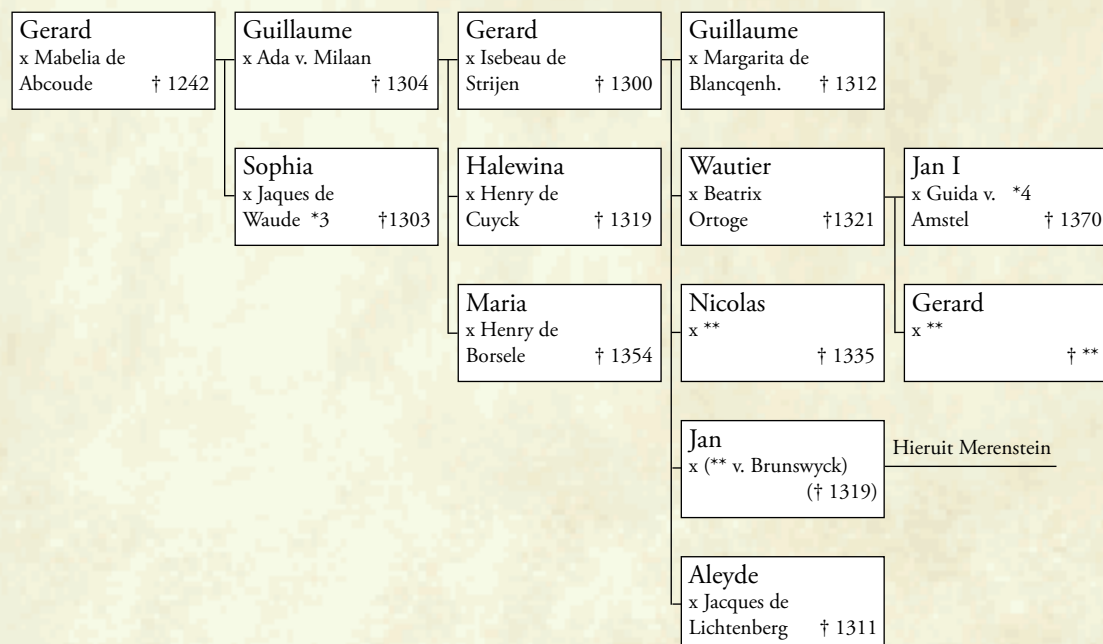 Gerard
x Mabelia de
Abcoude † 1242
Guillaume
x Ada v. Milaan
† 1304
Gerard
x Isebeau de
Strijen † 1300
Guillaume
x Margarita de
Blancqenh. † 1312
Sophia
x Jaques de
Waude *3 †1303
Halewina
x Henry de
Cuyck † 1319
Wautier
x Beatrix
Ortoge †1321
Jan I
x Guida v. *4
Amstel † 1370
Maria
x Henry de
Borsele † 1354
Nicolas
x **
† 1335
Gerard
x **
† **
Jan
x (** v. Brunswyck)
(† 1319)
Hieruit Merenstein
Aleyde
x Jacques de
Lichtenberg † 1311